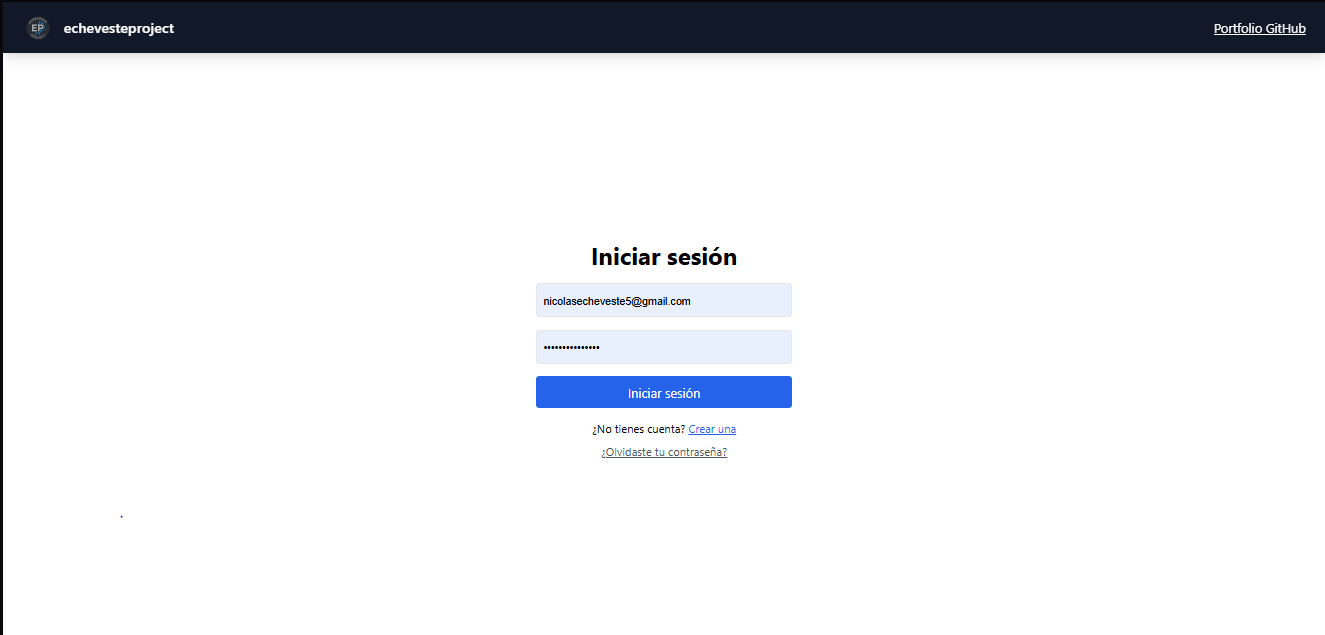 EP
echevesteproject
Portfolio GitHub
Iniciar sesión
nicolasecheveste5@gmail.com
•••••••••••••••
Iniciar sesión
¿No tienes cuenta? Crear una
¿Olvidaste tu contraseña?